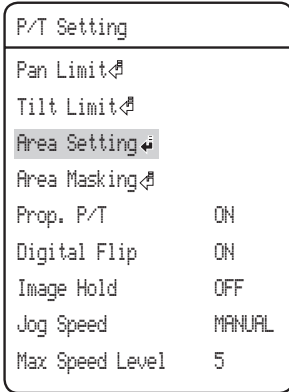 P/T Setting
Pan Limit↲
Tilt Limit↲
Area Setting↲
Area Masking↲
Prop. P/T ON
Digital Flip ON
Image Hold OFF
Jog Speed MANUAL
Max Speed Level 5